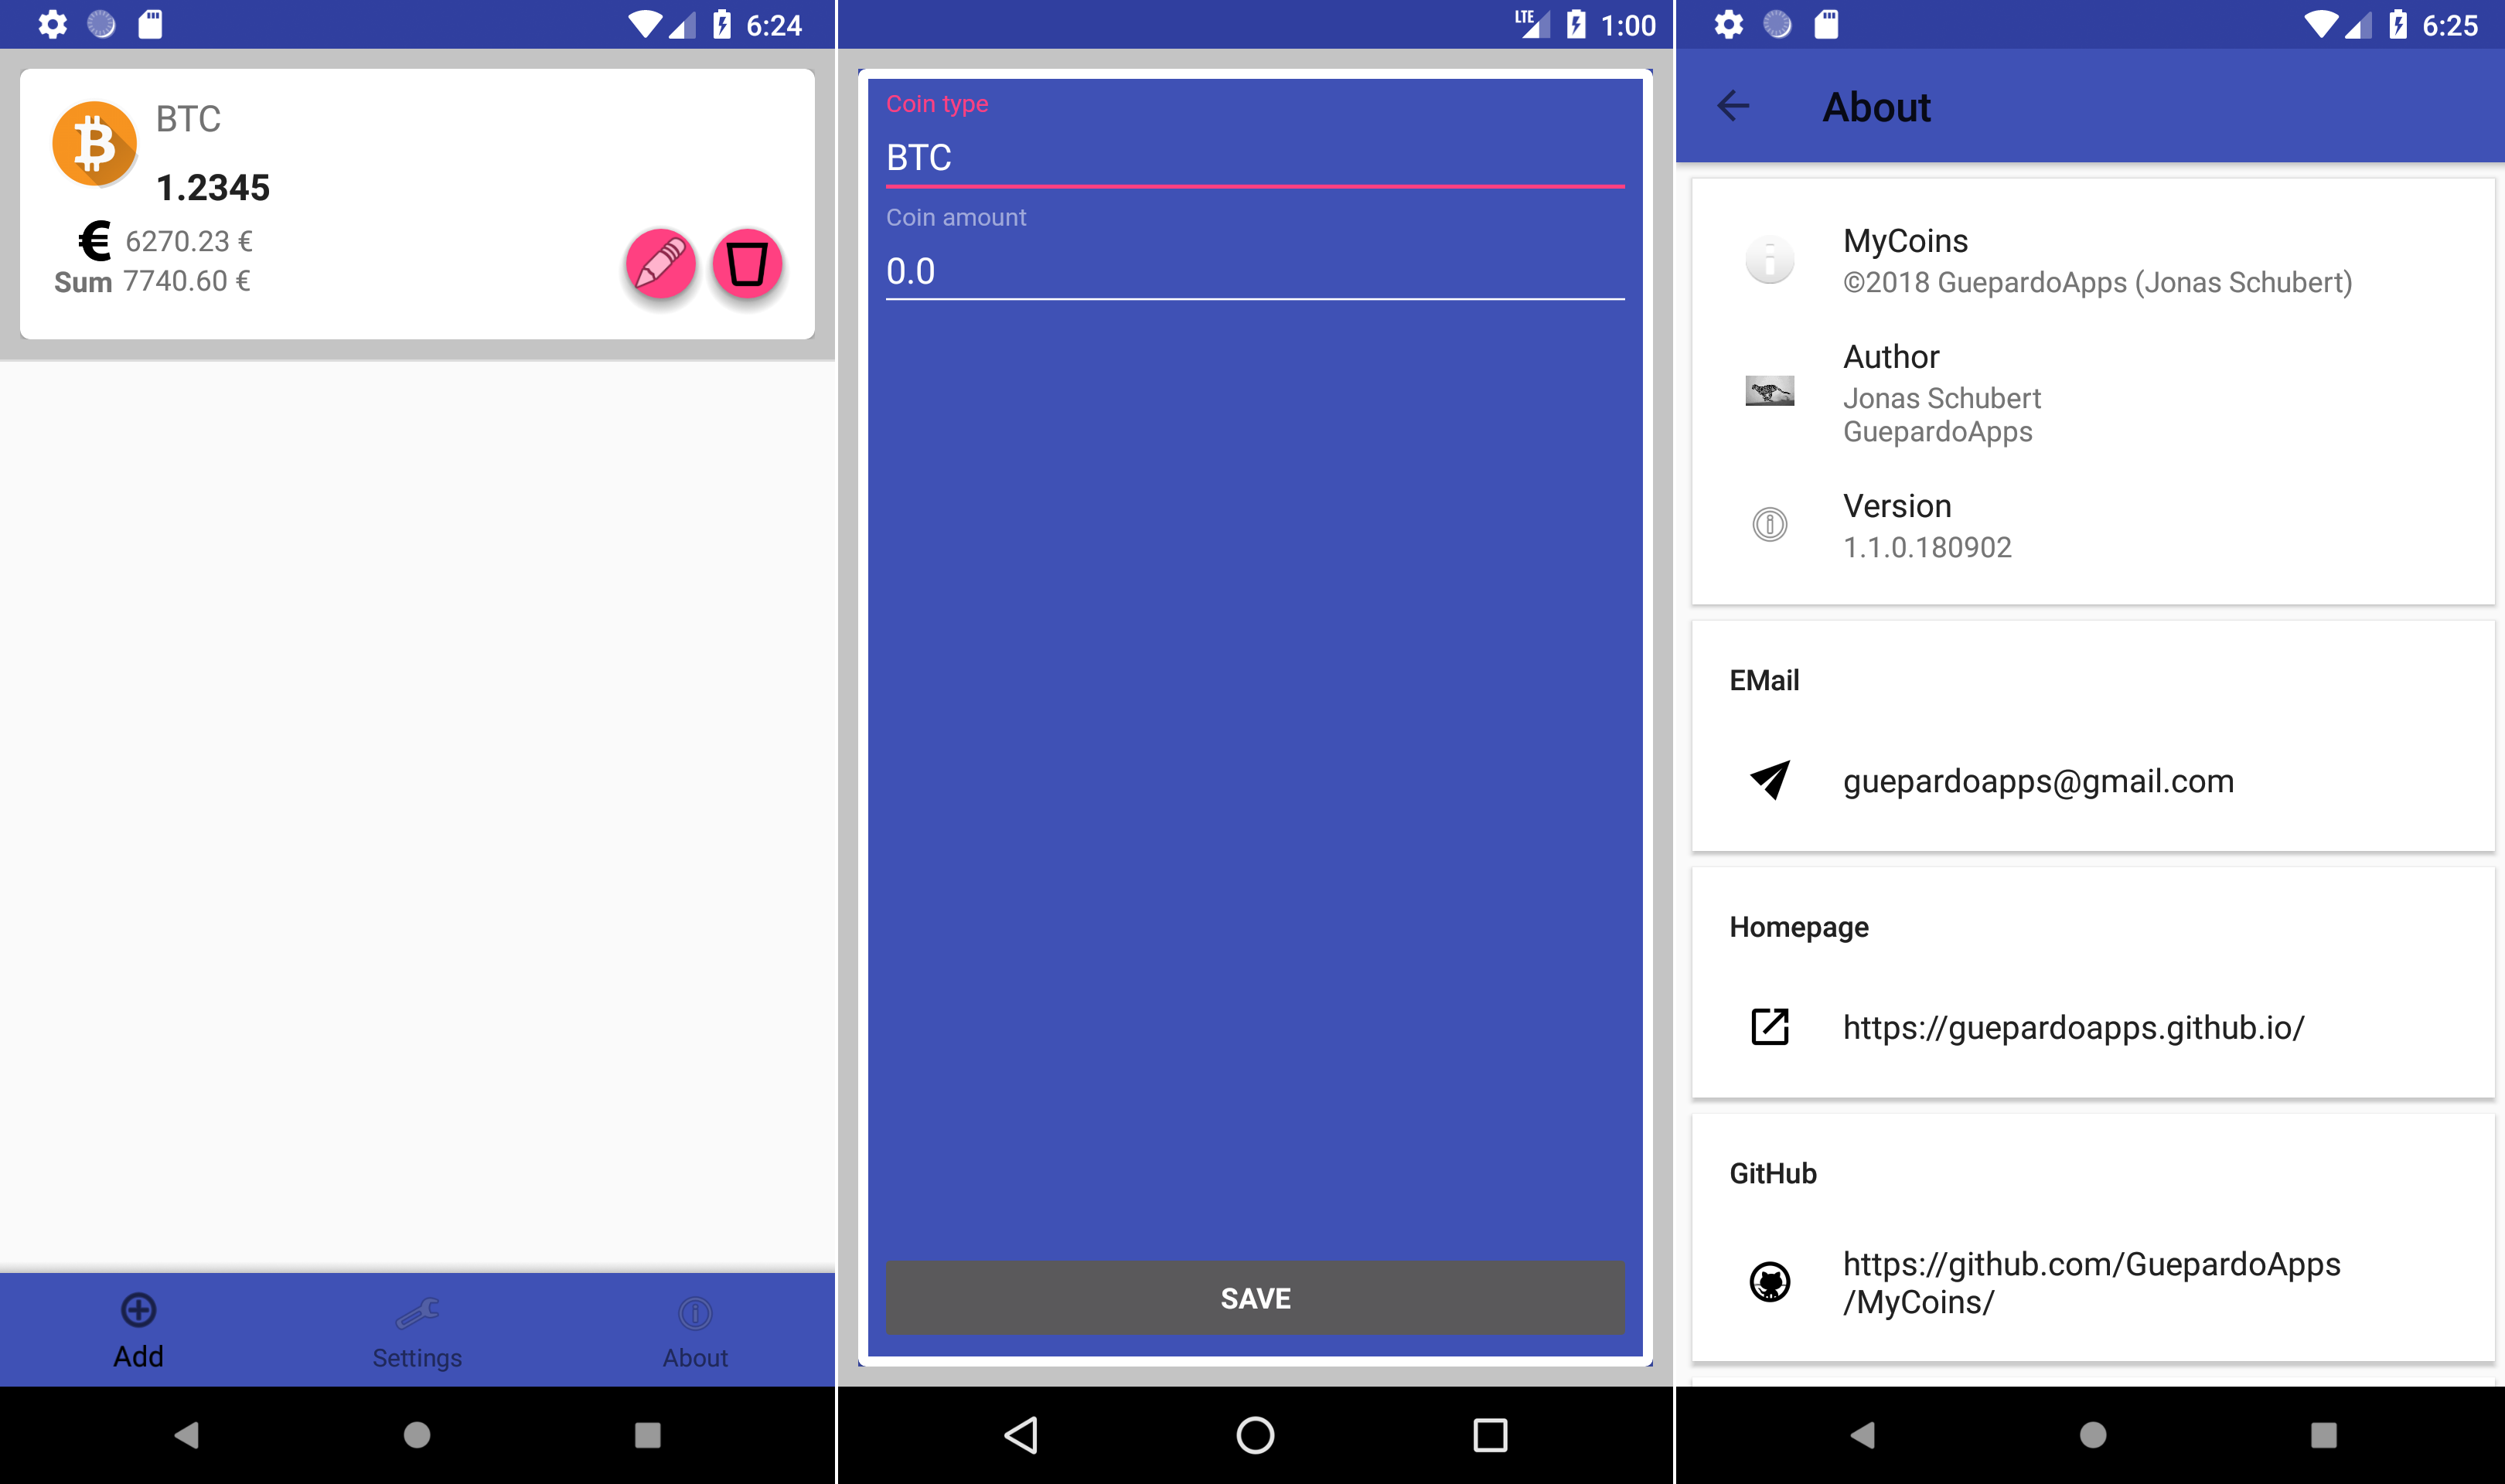 6:24
BTC
1.2345
€ 6270.23 €
Sum 7740.60 €
Add
Settings
About
LTE 1:00
Coin type
BTC
Coin amount
0.0
SAVE
6:25
About
MyCoins
©2018 GuepardoApps (Jonas Schubert)
Author
Jonas Schubert
GuepardoApps
Version
1.1.0.180902
EMail
guepardoapps@gmail.com
Homepage
https://guepardoapps.github.io/
GitHub
https://github.com/GuepardoApps
/MyCoins/